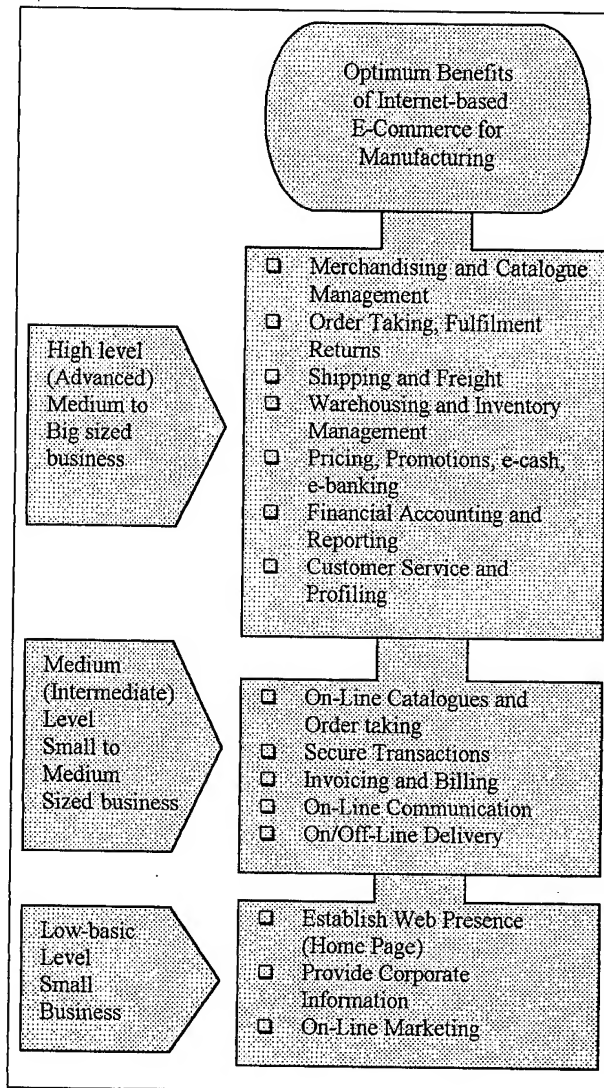 Optimum Benefits
of Internet-based
E-Commerce for
Manufacturing
High level
(Advanced)
Medium to
Big sized
business
❑ Merchandising and Catalogue
Management
❑ Order Taking, Fulfilment
Returns
❑ Shipping and Freight
❑ Warehousing and Inventory
Management
❑ Pricing, Promotions, e-cash,
e-banking
❑ Financial Accounting and
Reporting
❑ Customer Service and
Profiling
Medium
(Intermediate)
Level
Small to
Medium
Sized business
❑ On-Line Catalogues and
Order taking
❑ Secure Transactions
❑ Invoicing and Billing
❑ On-Line Communication
❑ On/Off-Line Delivery
Low-basic
Level
Small
Business
❑ Establish Web Presence
(Home Page)
❑ Provide Corporate
Information
❑ On-Line Marketing